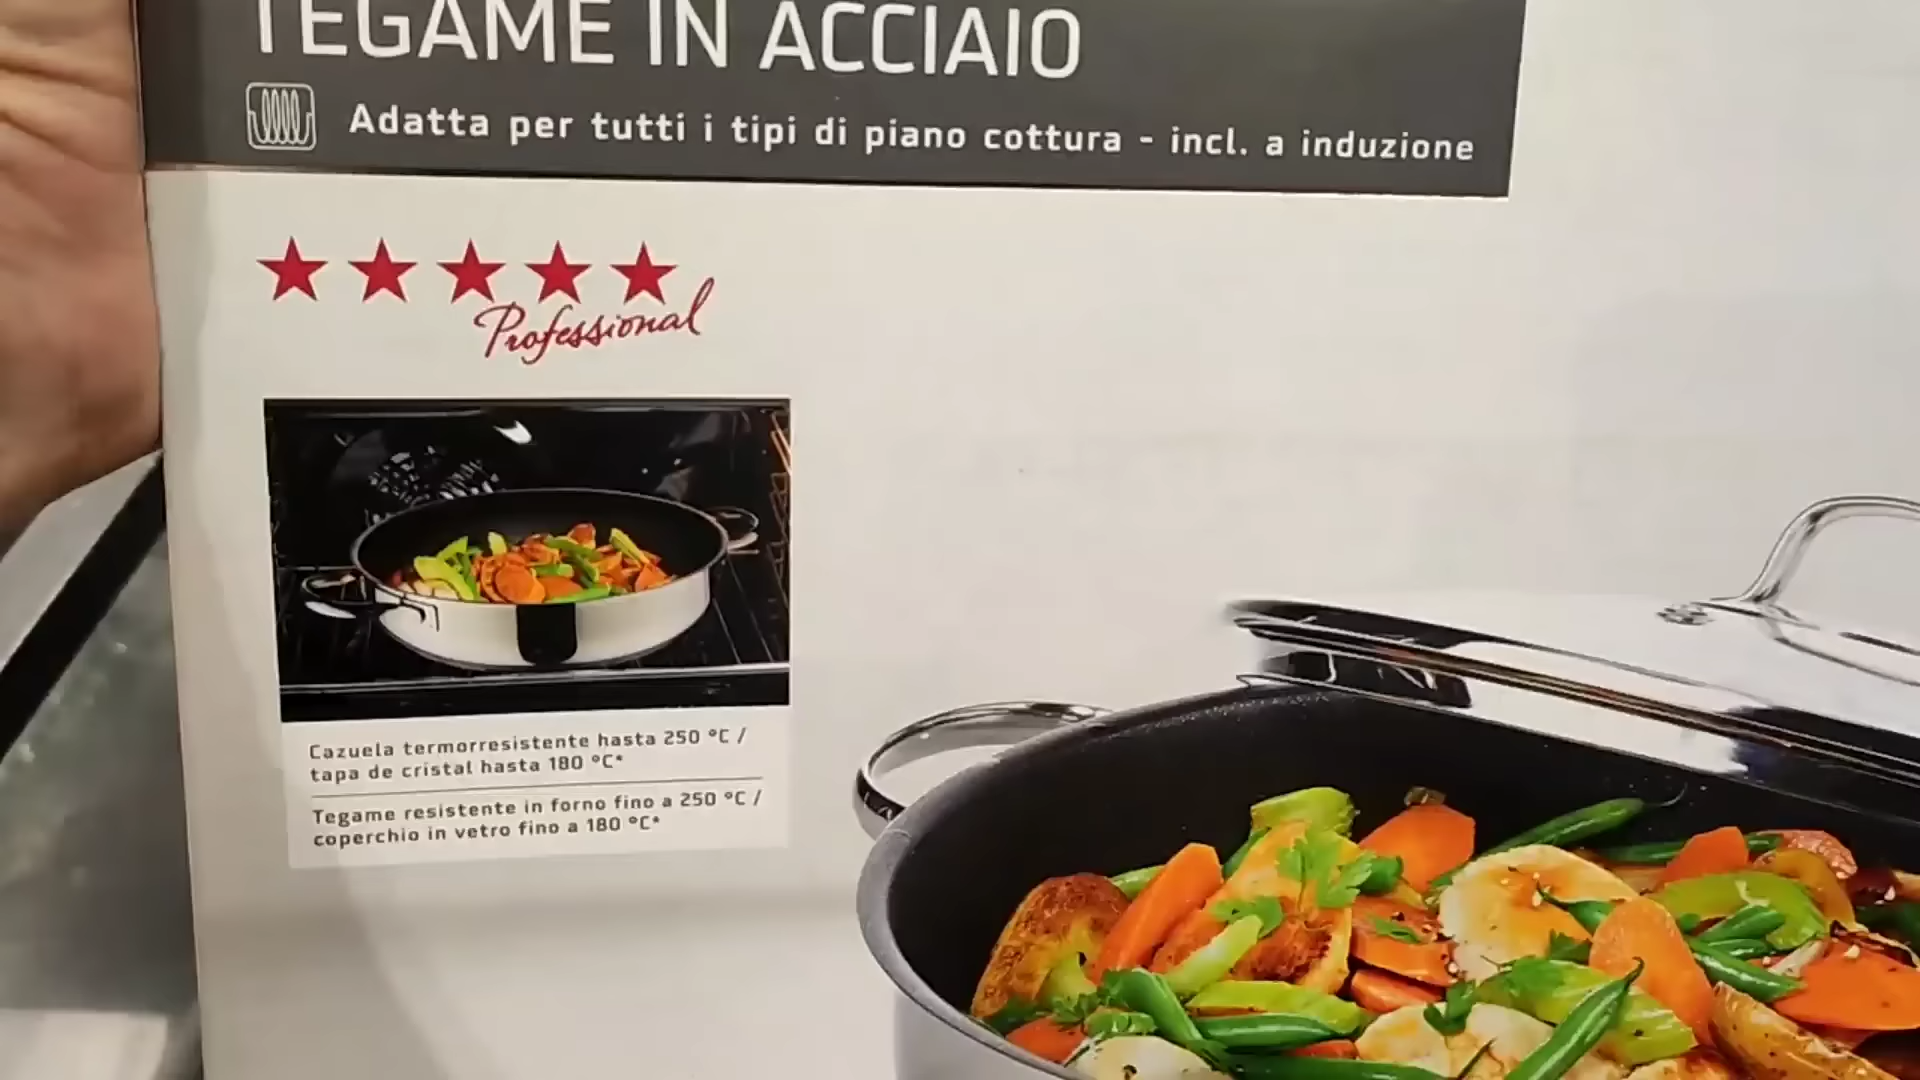 TEGAME IN ACCIAIO
Adatta per tutti i tipi di piano cottura - incl. a induzione
Professional
Cazuela termorresistente hasta 250 °C /
tapa de cristal hasta 180 °C*
Tegame resistente in forno fino a 250 °C /
coperchio in vetro fino a 180 °C*